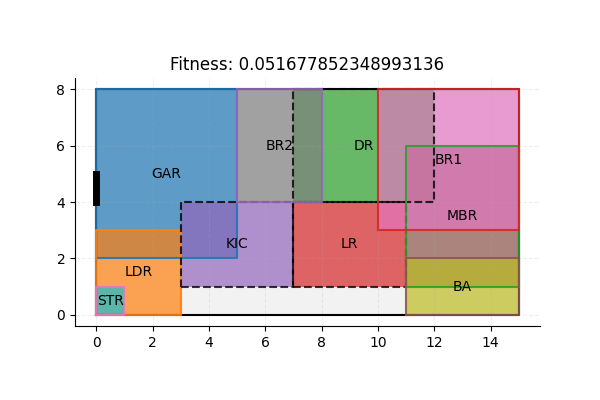 Fitness: 0.051677852348993136
8
6
4
2
0
GAR
BR2
DR
BR1
MBR
KIC
LR
LDR
BA
STR
0 2 4 6 8 10 12 14